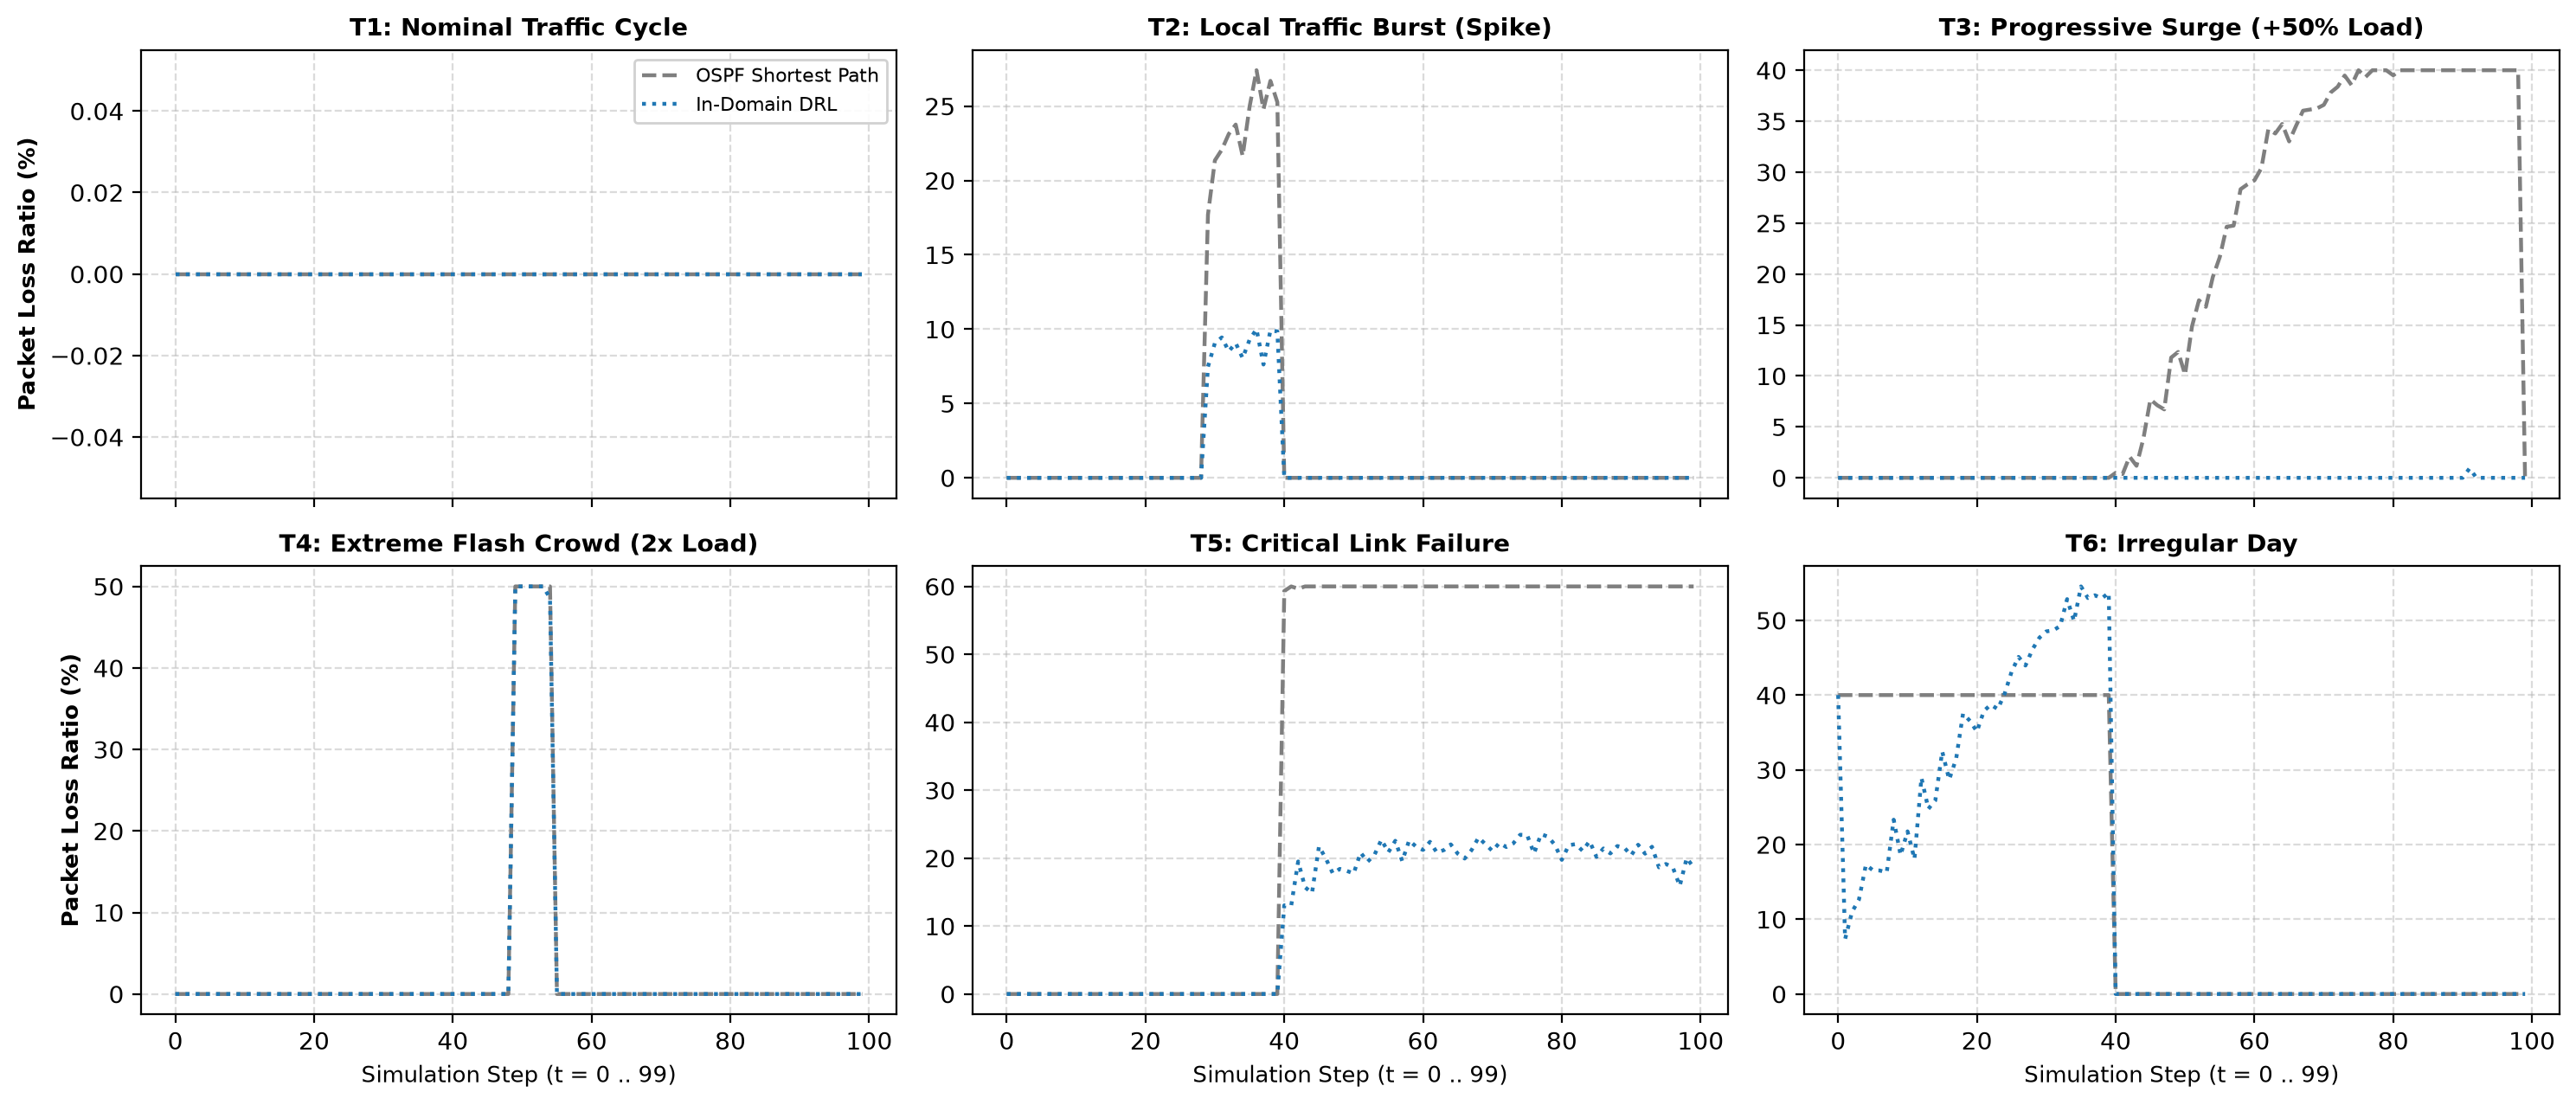 T1: Nominal Traffic Cycle
Packet Loss Ratio (%)
0.04
0.02
0.00
−0.02
−0.04
OSPF Shortest Path
In-Domain DRL
T2: Local Traffic Burst (Spike)
25
20
15
10
5
0
T3: Progressive Surge (+50% Load)
40
35
30
25
20
15
10
5
0
T4: Extreme Flash Crowd (2x Load)
Packet Loss Ratio (%)
50
40
30
20
10
0
0 20 40 60 80 100
Simulation Step (t = 0 .. 99)
T5: Critical Link Failure
60
50
40
30
20
10
0
0 20 40 60 80 100
Simulation Step (t = 0 .. 99)
T6: Irregular Day
50
40
30
20
10
0
0 20 40 60 80 100
Simulation Step (t = 0 .. 99)